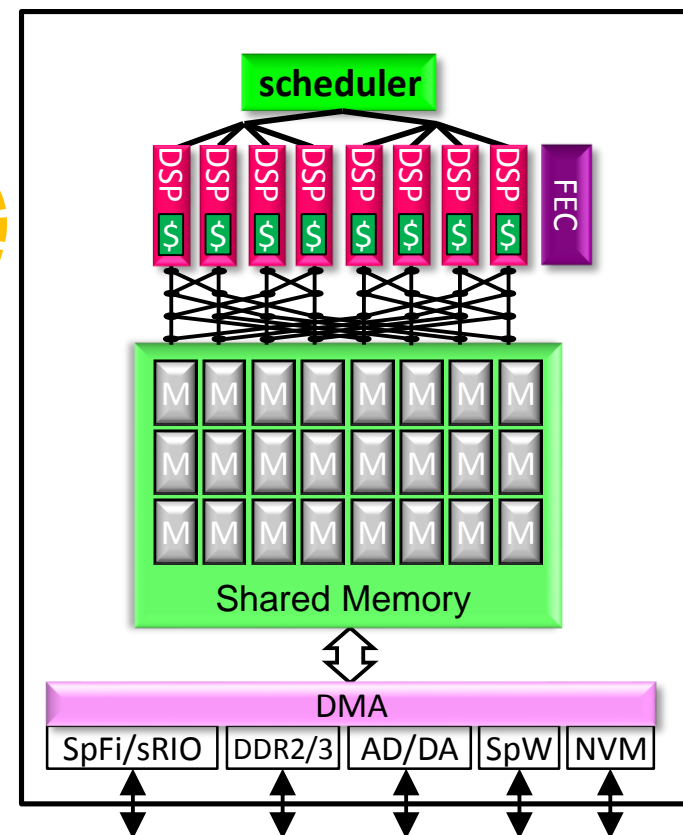 scheduler
DSP DSP DSP DSP DSP DSP DSP DSP FEC
$ $ $ $ $ $ $ $
M M M M M M M M
M M M M M M M M
M M M M M M M M
Shared Memory
DMA
SpFi/sRIO DDR2/3 AD/DA SpW NVM